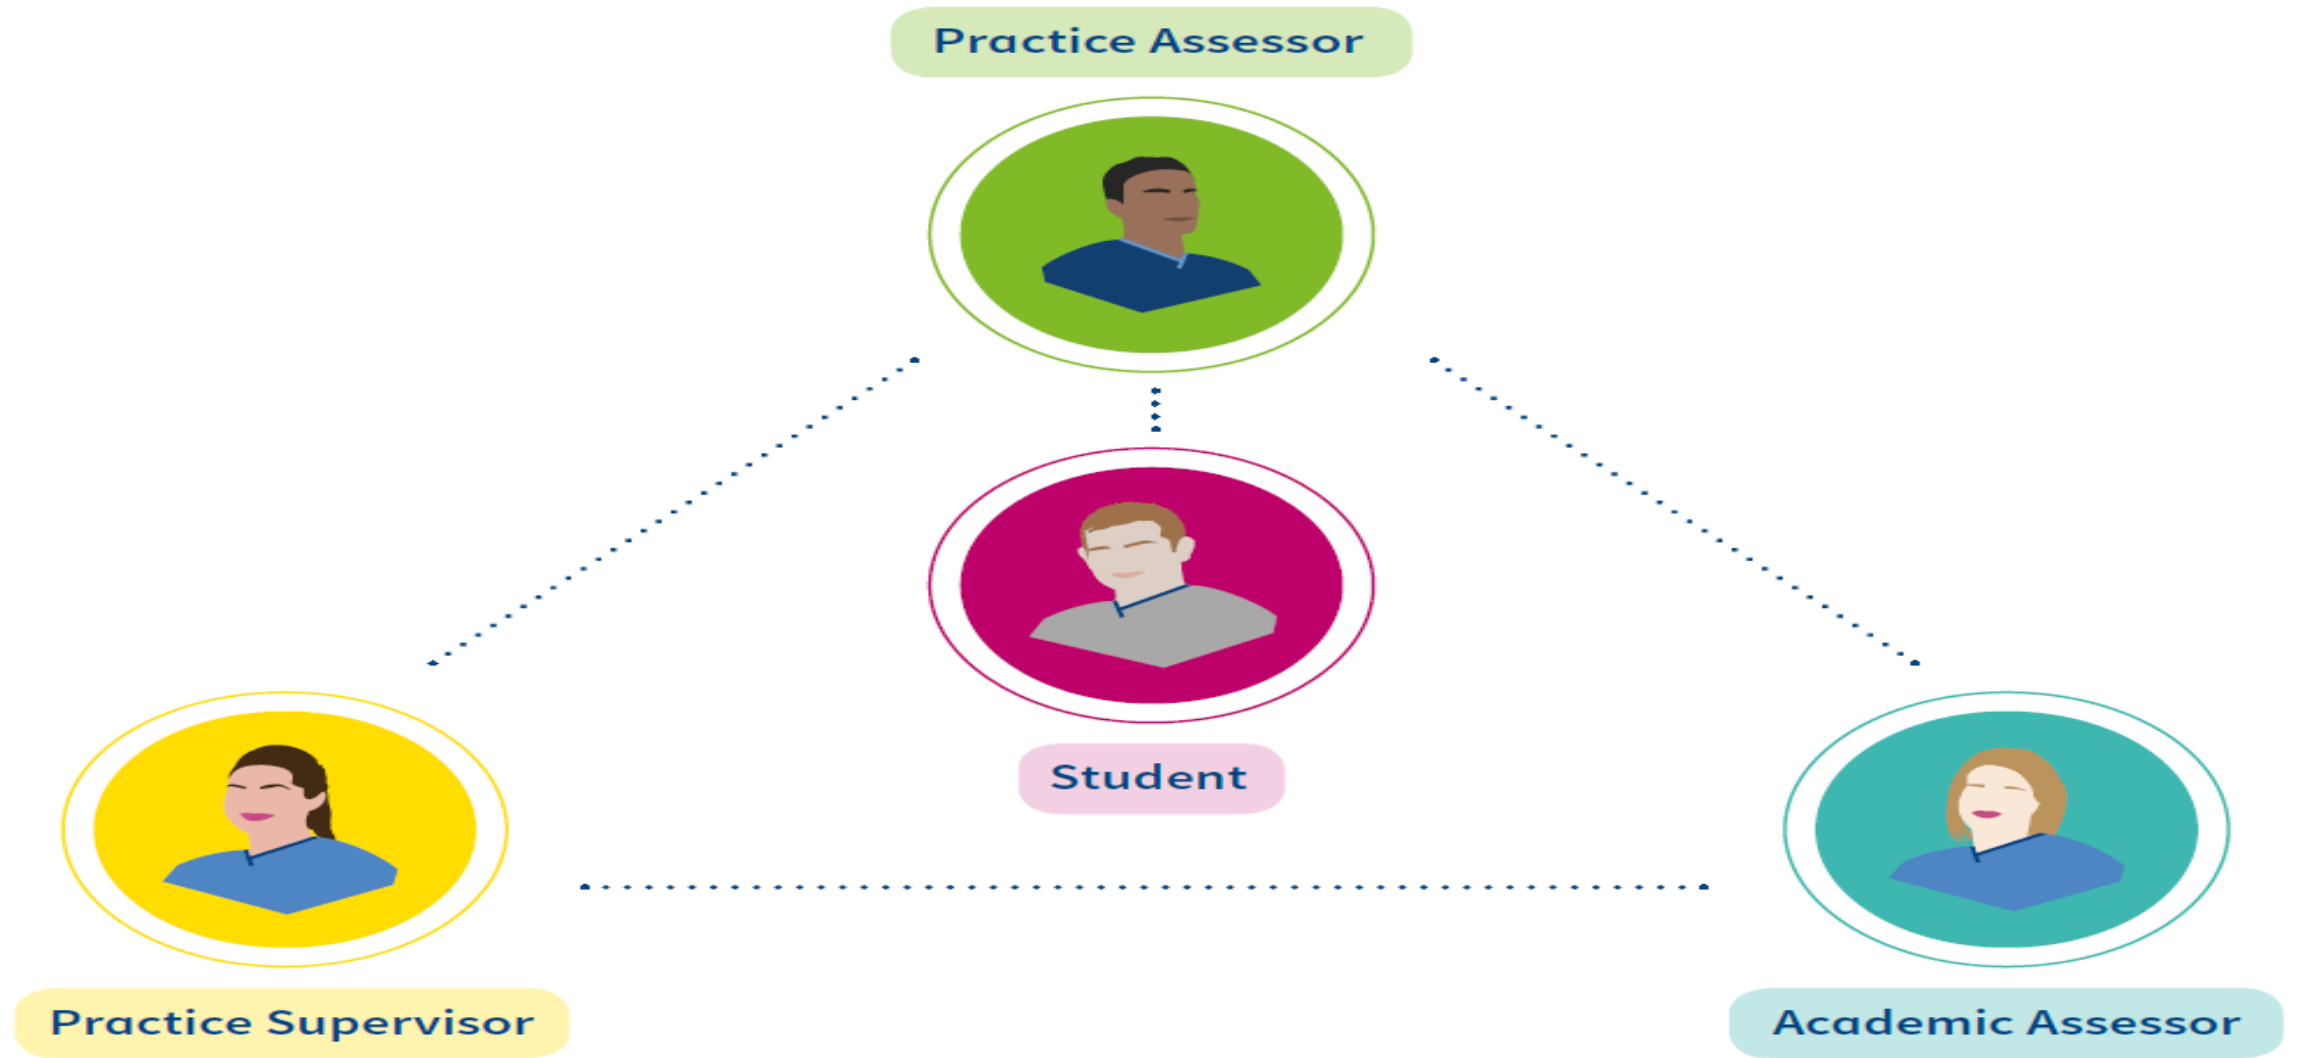 Practice Assessor
Student
Practice Supervisor
Academic Assessor